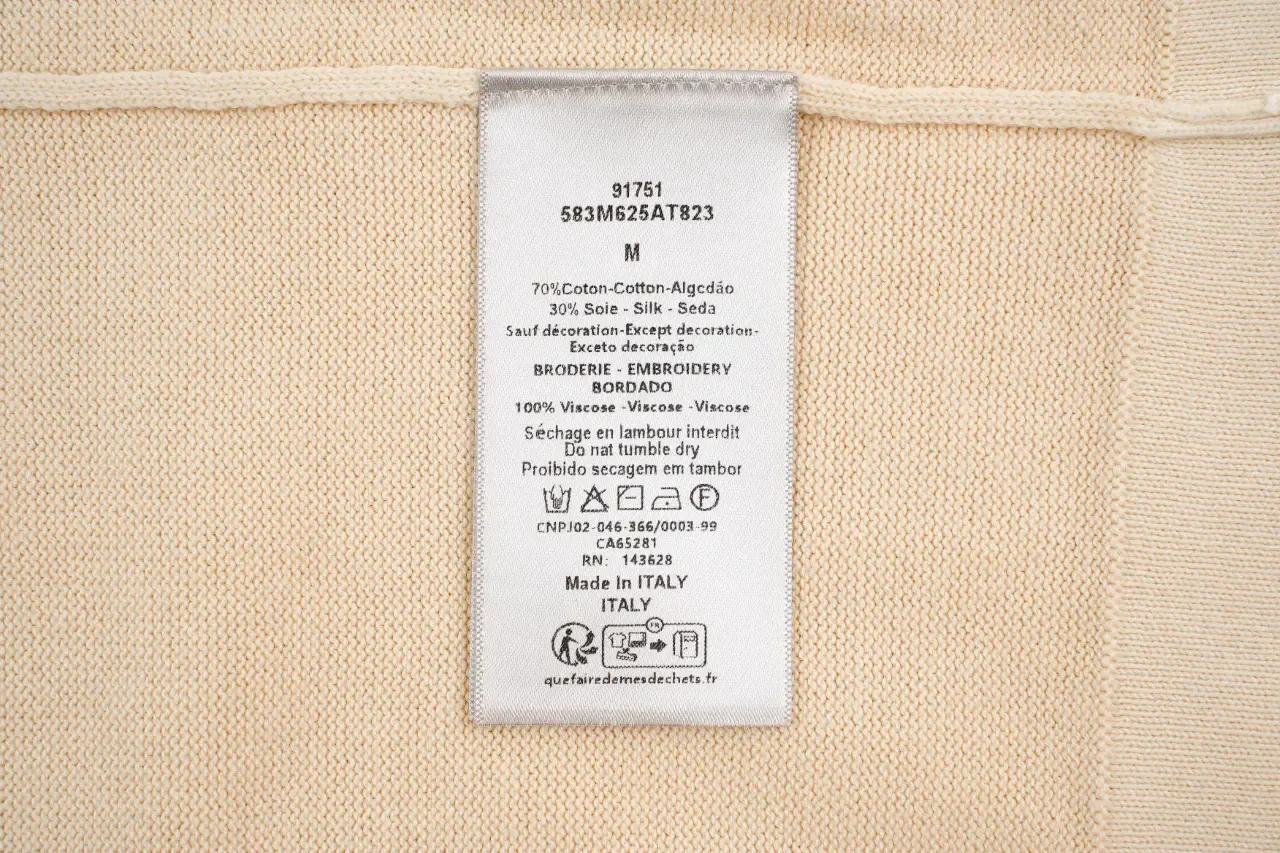 91751
583M625AT823
M
70%Coton-Cotton-Algcdão
30% Soie - Silk - Seda
Sauf décoration-Except decoration-
Exceto decoração
BRODERIE - EMBROIDERY
BORDADO
100% Viscose -Viscose -Viscose
Séchage en lambour interdit
Do nat tumble dry
Proibido secagem em tambor
F
CNPJ02-046-366/0003-99
CA65281
RN: 143628
Made In ITALY
ITALY
FR
quefairedemesdechets.fr